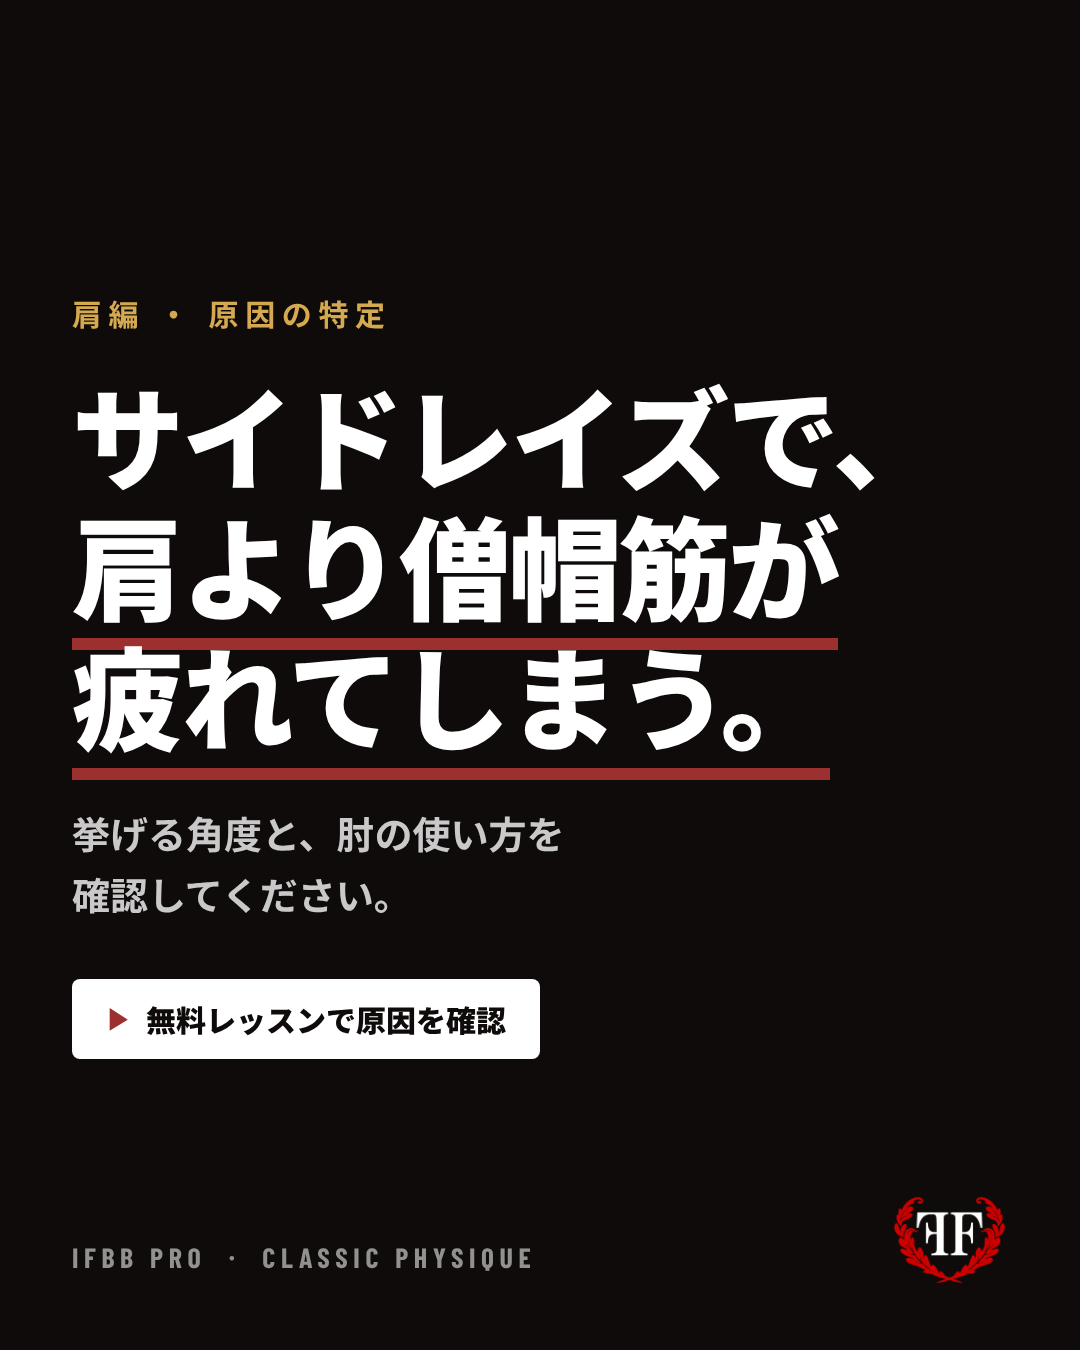 肩編 ・ 原因の特定
サイドレイズで、
肩より僧帽筋が
疲れてしまう。
挙げる角度と、肘の使い方を
確認してください。
▶ 無料レッスンで原因を確認
IFBB PRO · CLASSIC PHYSIQUE
FF